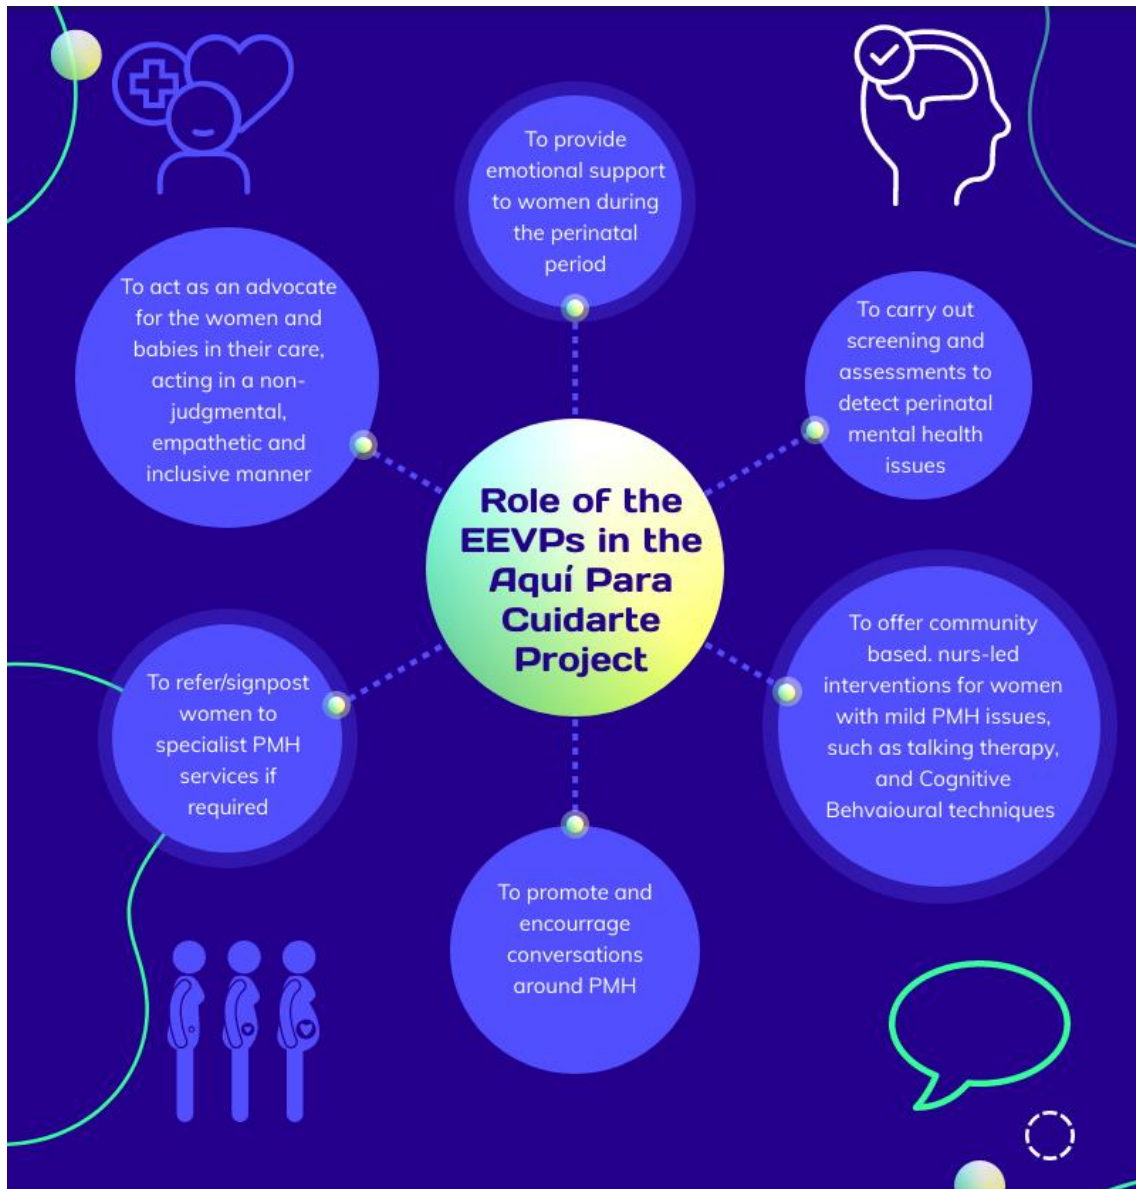 Role of the
EEVPs in the
Aquí Para
Cuidarte
Project
To provide
emotional support
to women during
the perinatal
period
To carry out
screening and
assessments to
detect perinatal
mental health
issues
To offer community
based. nurs-led
interventions for women
with mild PMH issues,
such as talking therapy,
and Cognitive
Behvaioural techniques
To promote and
encourrage
conversations
around PMH
To refer/signpost
women to
specialist PMH
services if
required
To act as an advocate
for the women and
babies in their care,
acting in a non-
judgmental,
empathetic and
inclusive manner